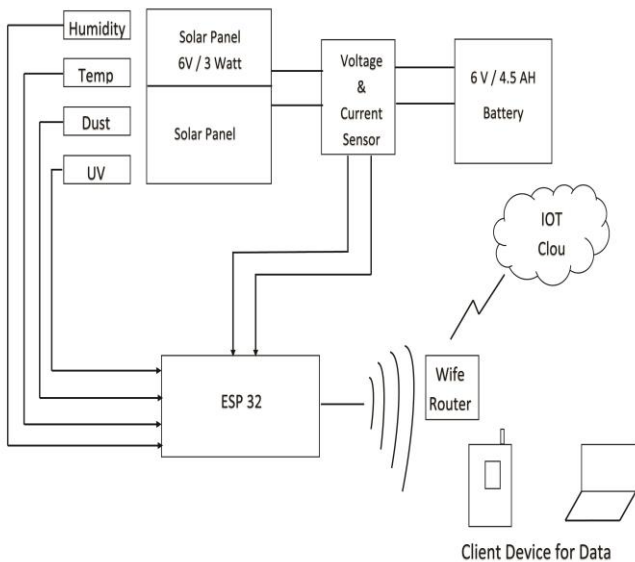 Humidity
Temp
Dust
UV
Solar Panel
6V / 3 Watt
Solar Panel
Voltage
&
Current
Sensor
6 V / 4.5 AH
Battery
IOT
Clou
ESP 32
Wife
Router
Client Device for Data